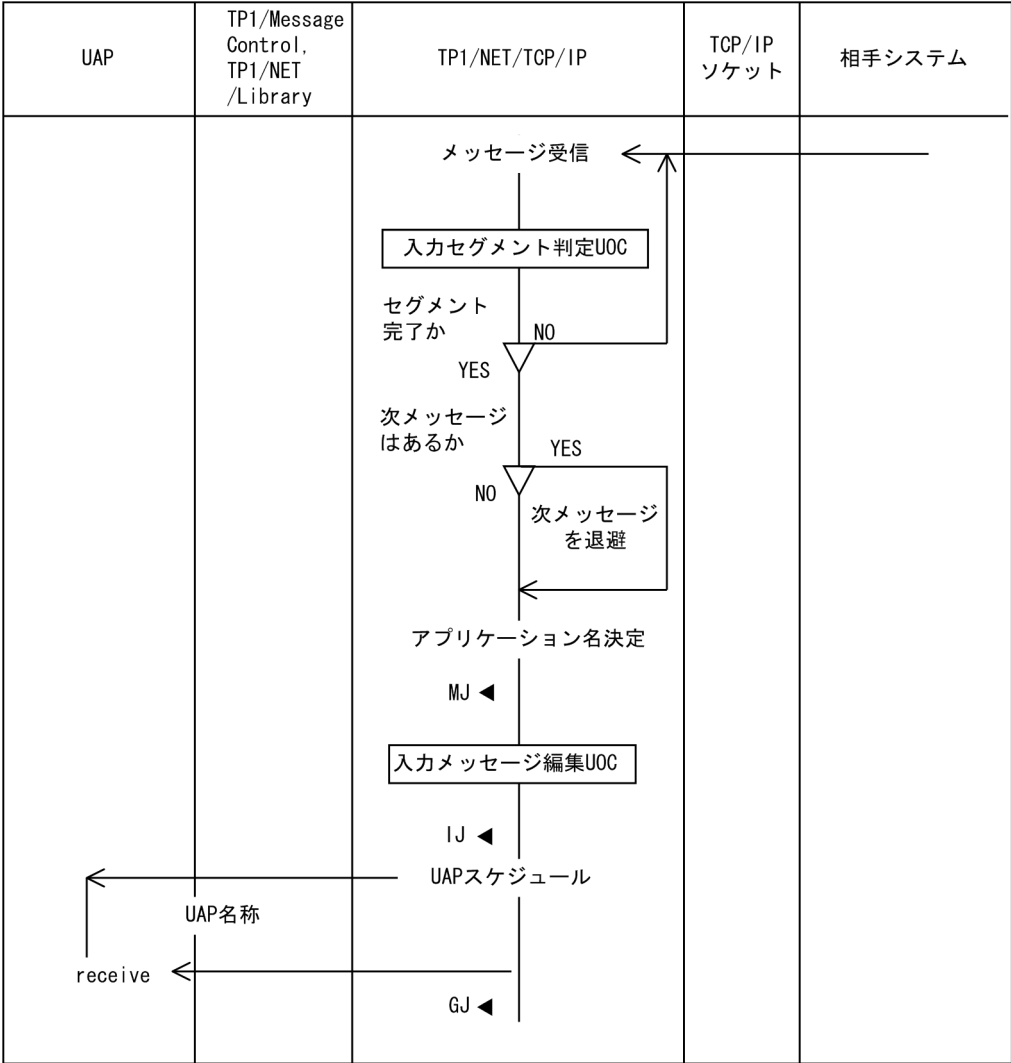 UAP
TP1/Message
Control,
TP1/NET
/Library
TP1/NET/TCP/IP
TCP/IP
ソケット
相手システム
メッセージ受信
入力セグメント判定UOC
セグメント
完了か
NO
YES
次メッセージ
はあるか
YES
NO
次メッセージ
を退避
アプリケーション名決定
MJ
入力メッセージ編集UOC
IJ
UAPスケジュール
UAP名称
receive
GJ